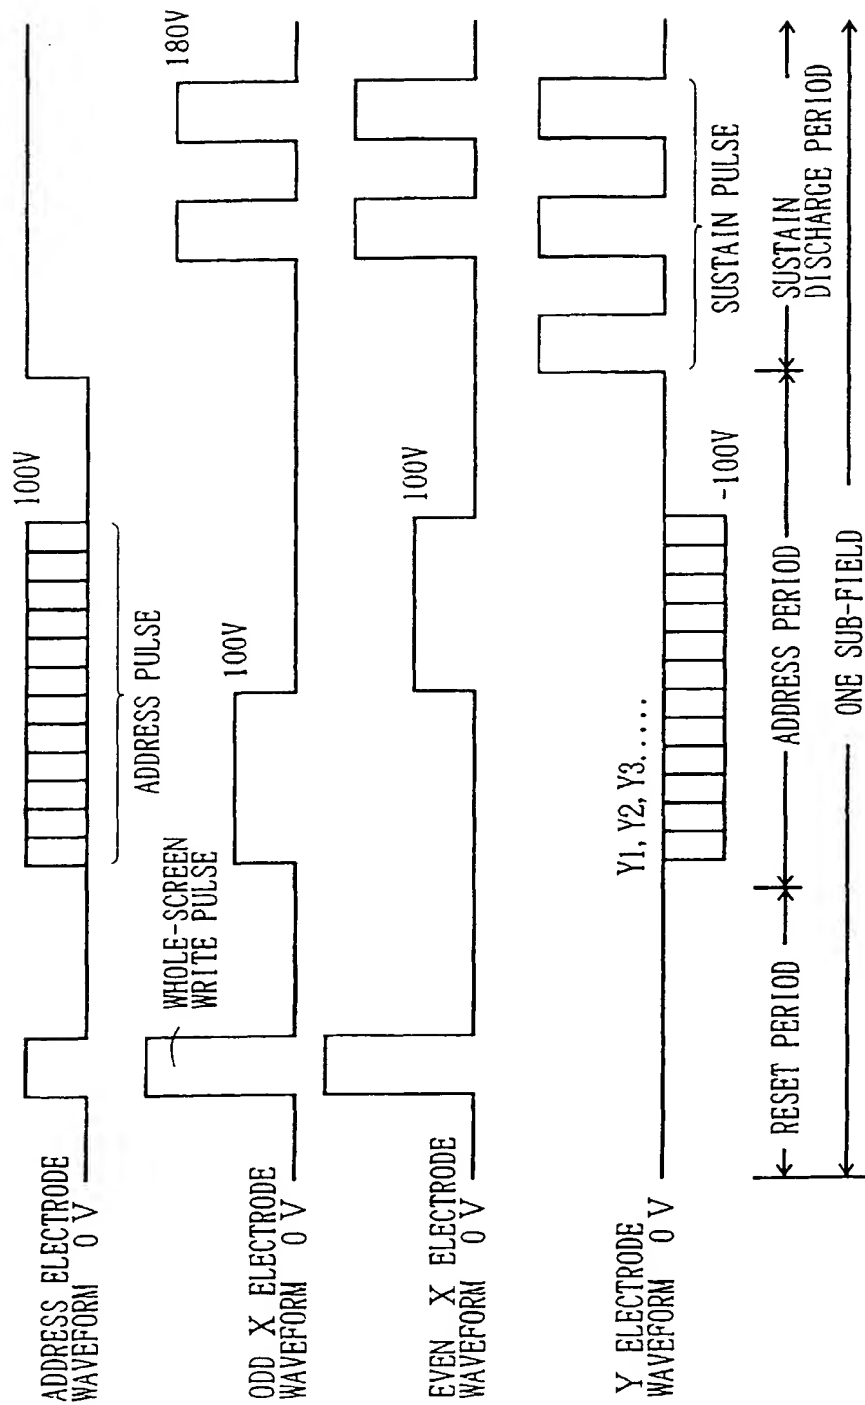 ADDRESS ELECTRODE
WAVEFORM 0 V
100V
ADDRESS PULSE
ODD X ELECTRODE
WAVEFORM 0 V
WHOLE-SCREEN
WRITE PULSE
100V
180V
EVEN X ELECTRODE
WAVEFORM 0 V
100V
Y ELECTRODE
WAVEFORM 0 V
Y1, Y2, Y3.....
-100V
SUSTAIN PULSE
RESET PERIOD
ADDRESS PERIOD
SUSTAIN
DISCHARGE PERIOD
ONE SUB-FIELD